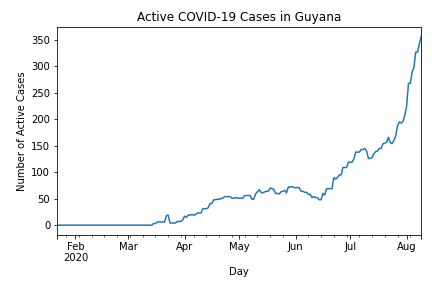 Active COVID-19 Cases in Guyana
Number of Active Cases
350
300
250
200
150
100
50
0
Feb Mar Apr May Jun Jul Aug
2020
Day